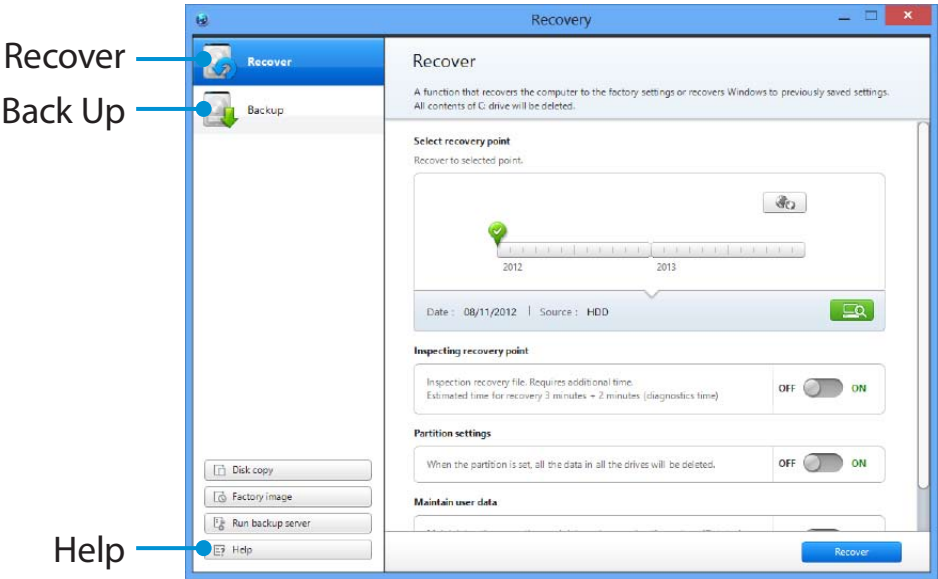 Recovery
Recover
Back Up
Recover
Backup
Recover
A function that recovers the computer to the factory settings or recovers Windows to previously saved settings.
All contents of C: drive will be deleted.
Select recovery point
Recover to selected point.
2012 2013
Date : 08/11/2012 | Source : HDD
Inspecting recovery point
Inspection recovery file. Requires additional time.
Estimated time for recovery 3 minutes + 2 minutes (diagnostics time)
OFF ON
Partition settings
When the partition is set, all the data in all the drives will be deleted.
OFF ON
Maintain user data
Disk copy
Factory image
Run backup server
Help
Help
Recover